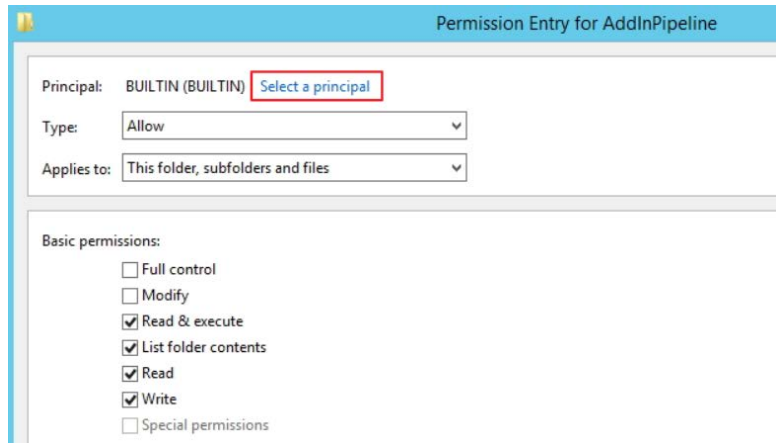 Permission Entry for AddInPipeline
Principal: BUILTIN (BUILTIN) Select a principal
Type: Allow
Applies to: This folder, subfolders and files
Basic permissions:
Full control
Modify
Read & execute
List folder contents
Read
Write
Special permissions